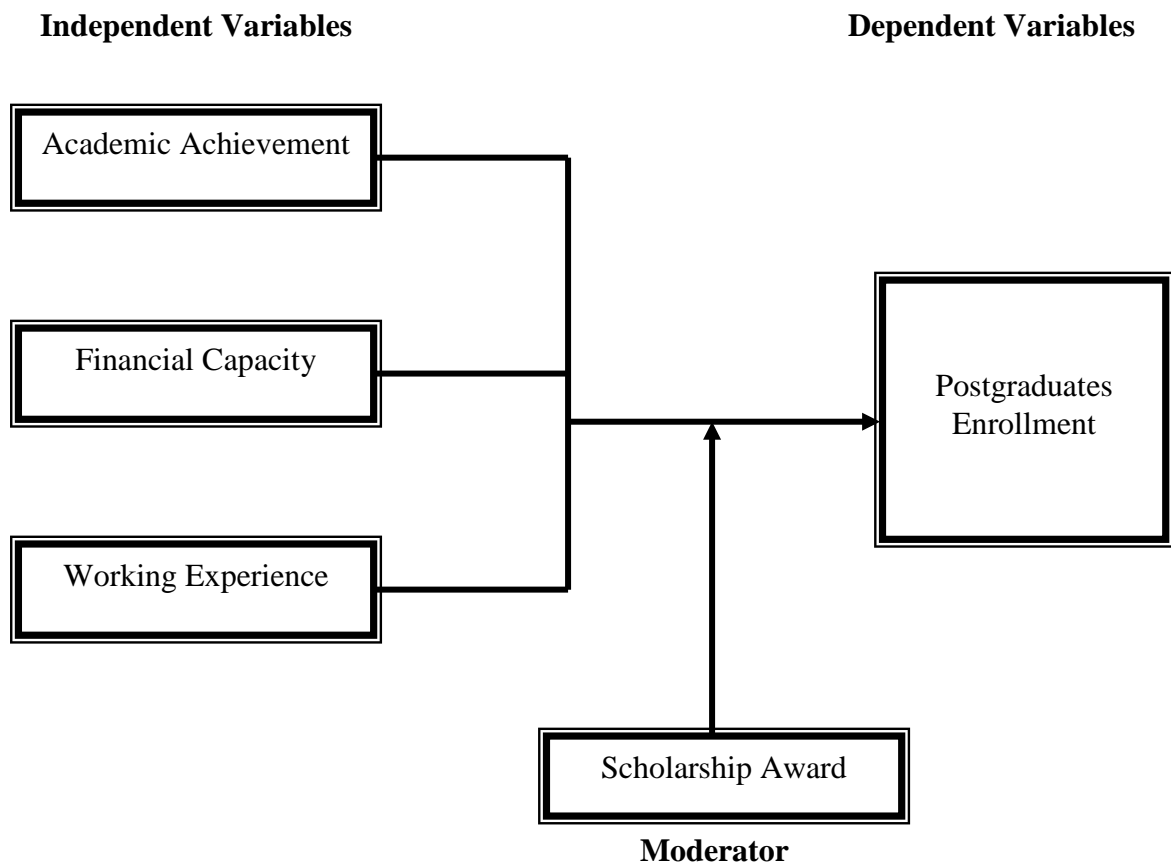 Independent Variables
Dependent Variables
Academic Achievement
Financial Capacity
Postgraduates
Enrollment
Working Experience
Scholarship Award
Moderator